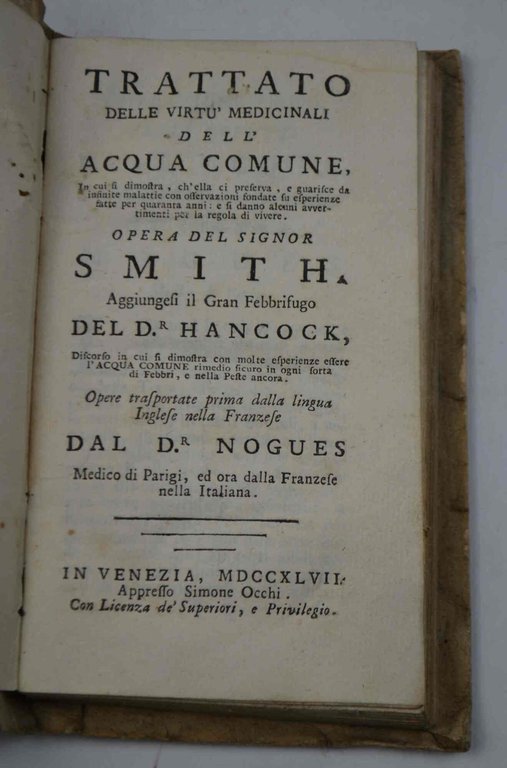 TRATTATO
DELLE VIRTU' MEDICINALI
DELL'
ACQUA COMUNE,
In cui ſi dimoſtra, ch'ella ci preſerva, e guariſce da
infinite malattie con oſſervazioni fondate ſu eſperienze
fatte per quaranta anni: e ſi danno alcuni avver-
timenti per la regola di vivere.
OPERA DEL SIGNOR
SMITH.
Aggiungeſi il Gran Febbrifugo
DEL D.R HANCOCK,
Diſcorſo in cui ſi dimoſtra con molte eſperienze eſſere
l'ACQUA COMUNE rimedio ſicuro in ogni ſorta
di Febbri, e nella Peſte ancora.
Opere traſportate prima dalla lingua
Ingleſe nella Franzeſe
DAL D.R NOGUES
Medico di Parigi, ed ora dalla Franzeſe
nella Italiana.
IN VENEZIA, MDCCXLVII.
Appreſſo Simone Occhi.
Con Licenza de' Superiori, e Privilegio.